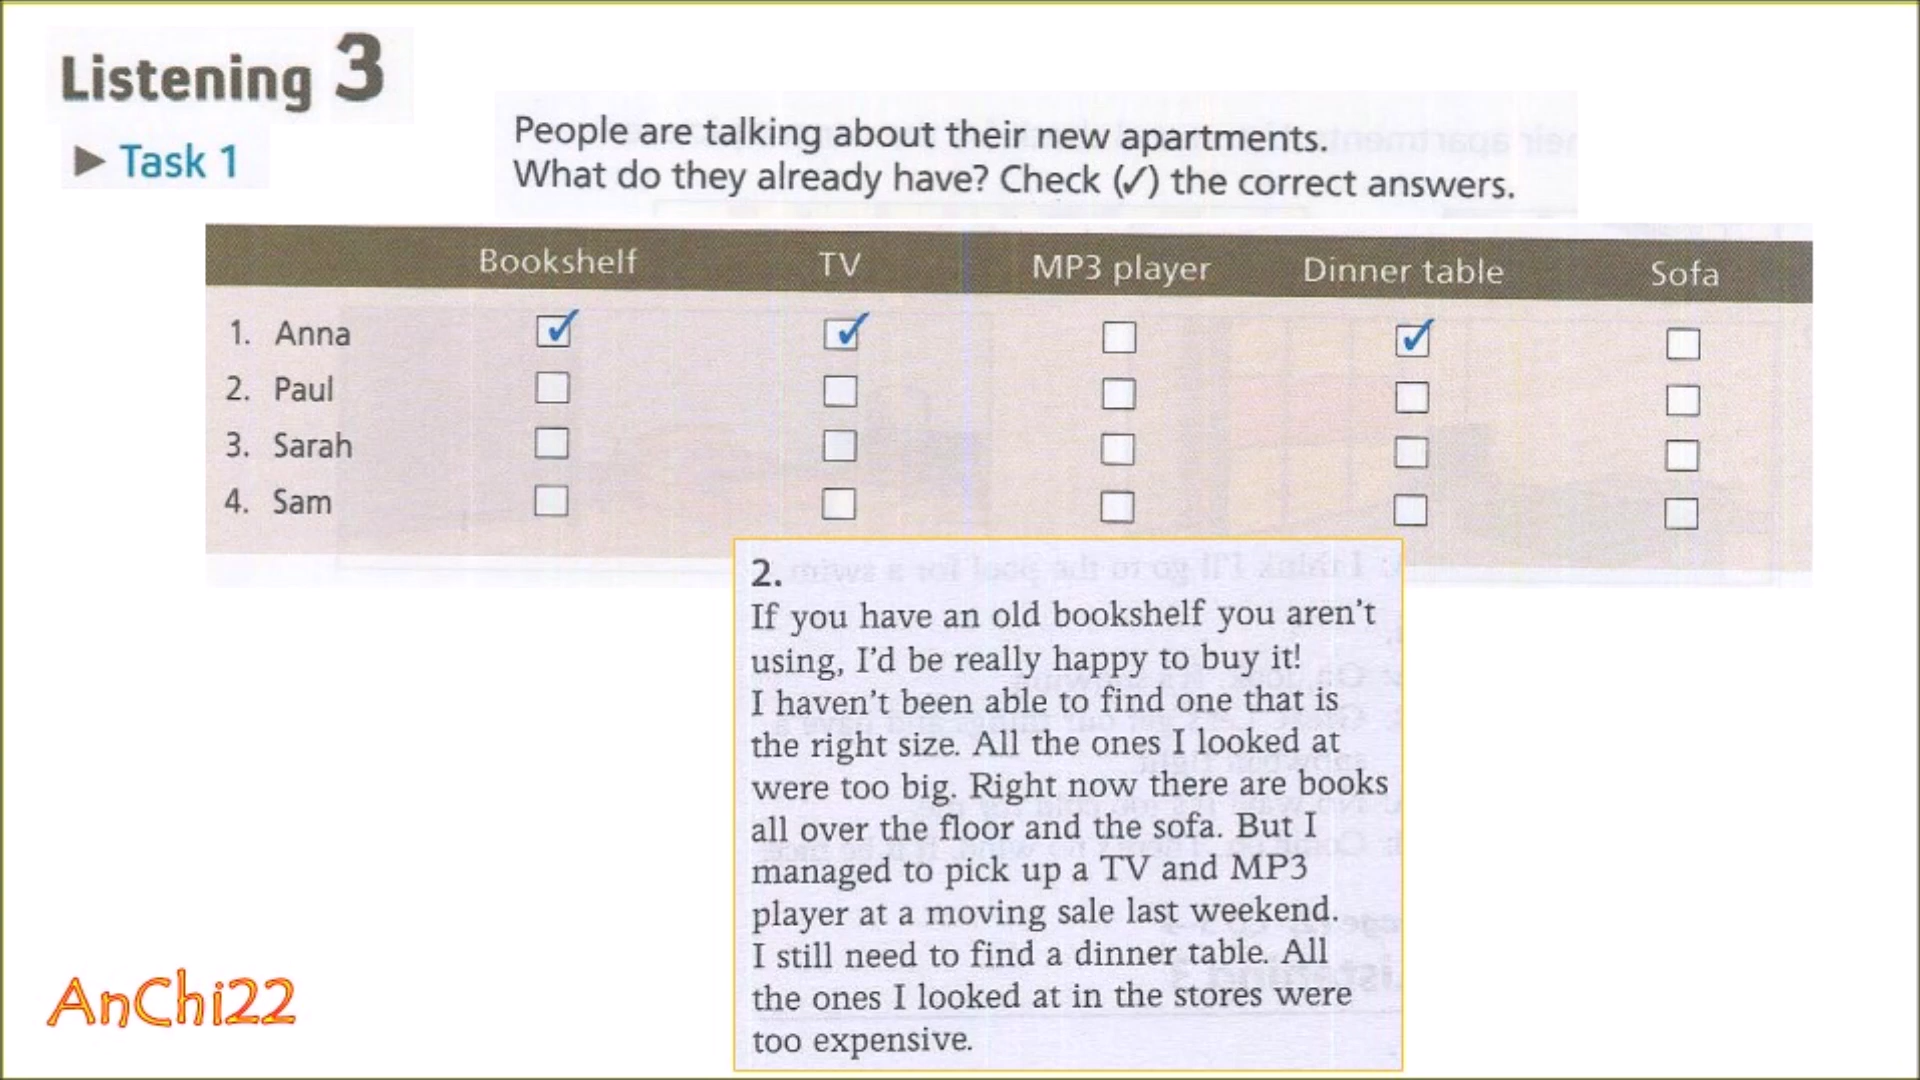 Listening 3
▶ Task 1
People are talking about their new apartments.
What do they already have? Check (✓) the correct answers.
Bookshelf TV MP3 player Dinner table Sofa
1. Anna ✓ ✓ ☐ ✓ ☐
2. Paul ☐ ☐ ☐ ☐ ☐
3. Sarah ☐ ☐ ☐ ☐ ☐
4. Sam ☐ ☐ ☐ ☐ ☐
2.
If you have an old bookshelf you aren't
using, I'd be really happy to buy it!
I haven't been able to find one that is
the right size. All the ones I looked at
were too big. Right now there are books
all over the floor and the sofa. But I
managed to pick up a TV and MP3
player at a moving sale last weekend.
I still need to find a dinner table. All
the ones I looked at in the stores were
too expensive.
AnChi22